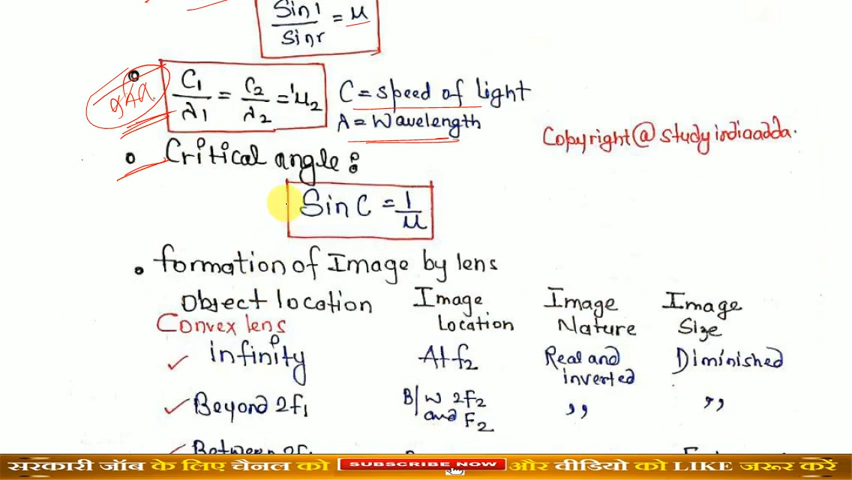 Sin i / Sin r = μ
C₁/λ₁ = C₂/λ₂ = ¹μ₂
C = speed of light
λ = wavelength
Copyright@studyindiaadda.
Critical angle :
Sin C = 1/μ
• formation of Image by lens
Object location Image Location Image Nature Image Size
Convex lens
infinity At f₂ Real and inverted Diminished
Beyond 2f₁ B/w 2f₂ and F₂ ,, ,,
Between 2f
सरकारी जॉब के लिए चैनल को SUBSCRIBE NOW और वीडियो को LIKE जरूर करें